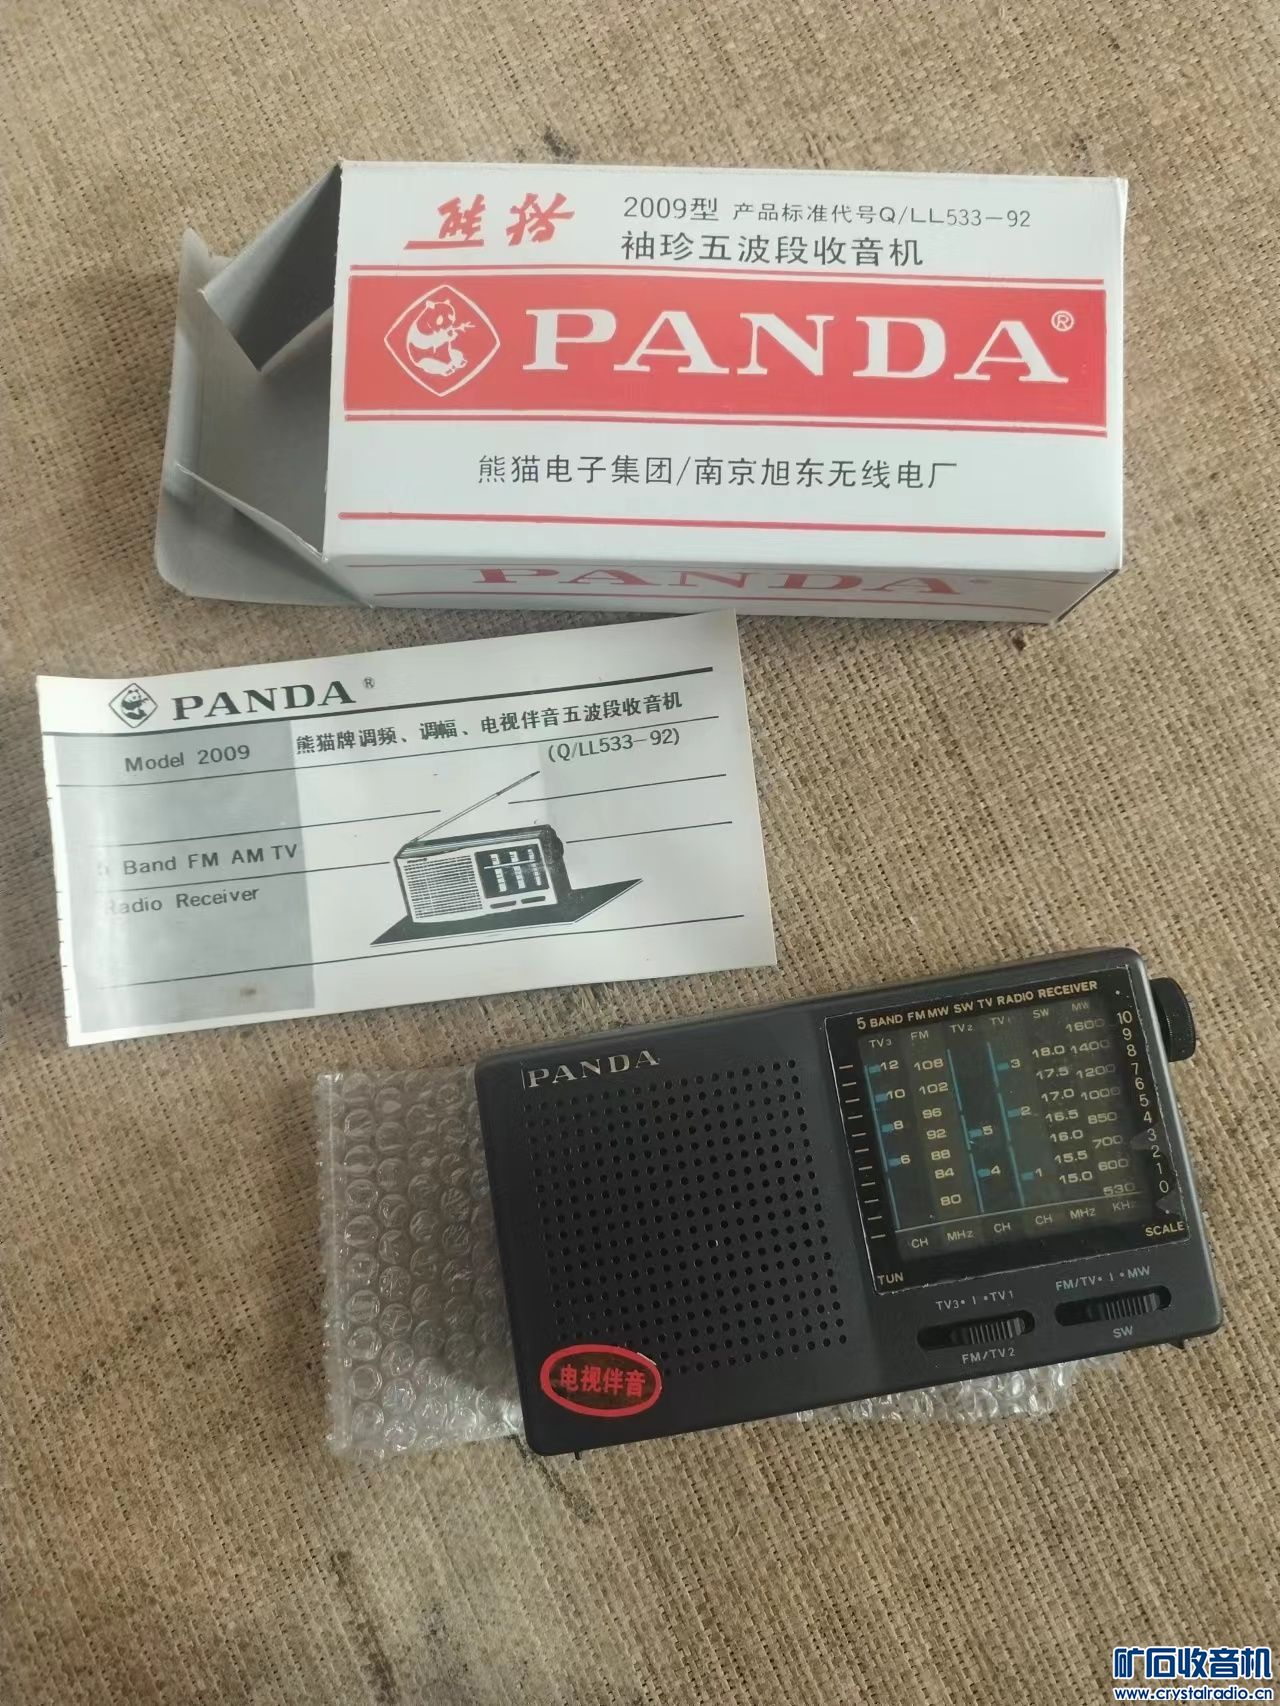 熊猫 2009型 产品标准代号Q/LL533-92
袖珍五波段收音机
PANDA®
熊猫电子集团/南京旭东无线电厂
PANDA
PANDA®
Model 2009 熊猫牌调频、调幅、电视伴音五波段收音机
(Q/LL533-92)
5 Band FM AM TV
Radio Receiver
PANDA
5 BAND FM MW SW TV RADIO RECEIVER
TV3 FM TV2 TV1 SW MW
12 108 3 18.0 1600 10
10 102 17.5 1400 9
8 96 2 17.0 1200 8
6 92 5 16.5 1000 7
88 4 16.0 850 6
84 1 15.5 700 5
80 15.0 600 4
530 3
2
1
0
CH MHz CH CH MHz KHz
TUN SCALE
TV3 • I • TV1 FM/TV • I • MW
FM/TV2 SW
电视伴音
矿石收音机
www.crystalradio.cn